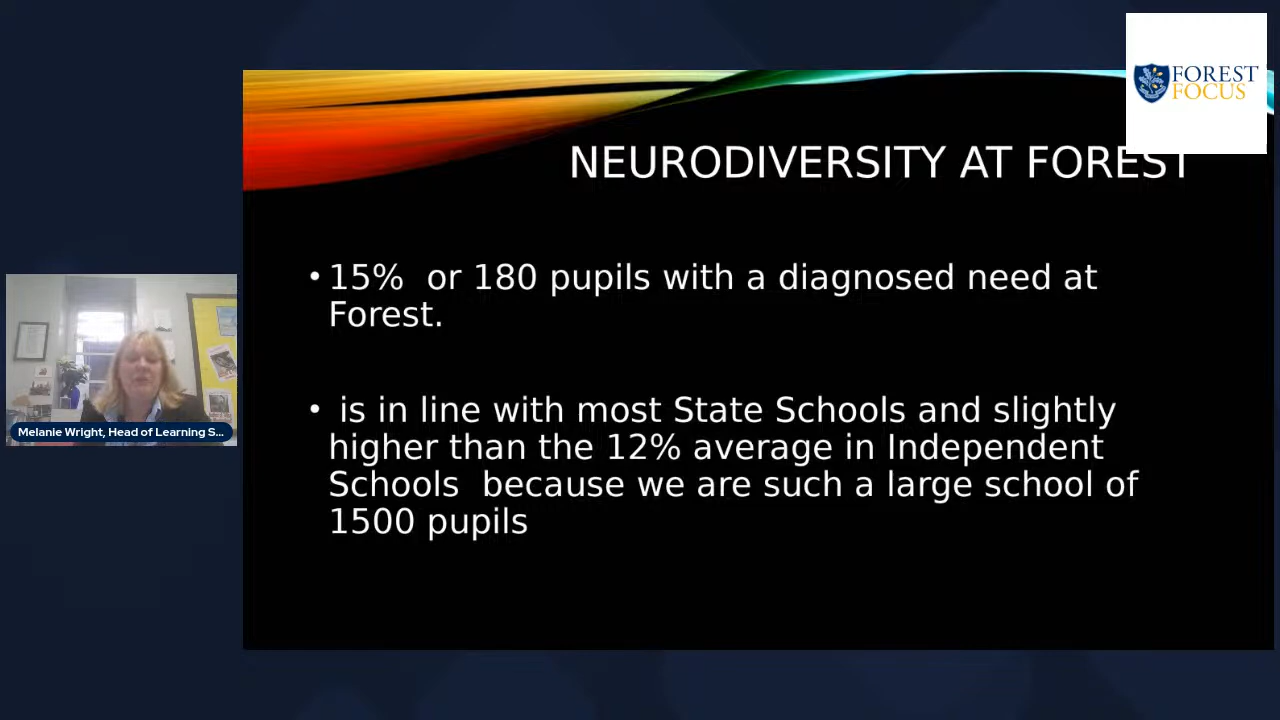 FOREST
FOCUS
NEURODIVERSITY AT FOREST
• 15%  or 180 pupils with a diagnosed need at
Forest.
•  is in line with most State Schools and slightly
higher than the 12% average in Independent
Schools  because we are such a large school of
1500 pupils
Melanie Wright, Head of Learning S...